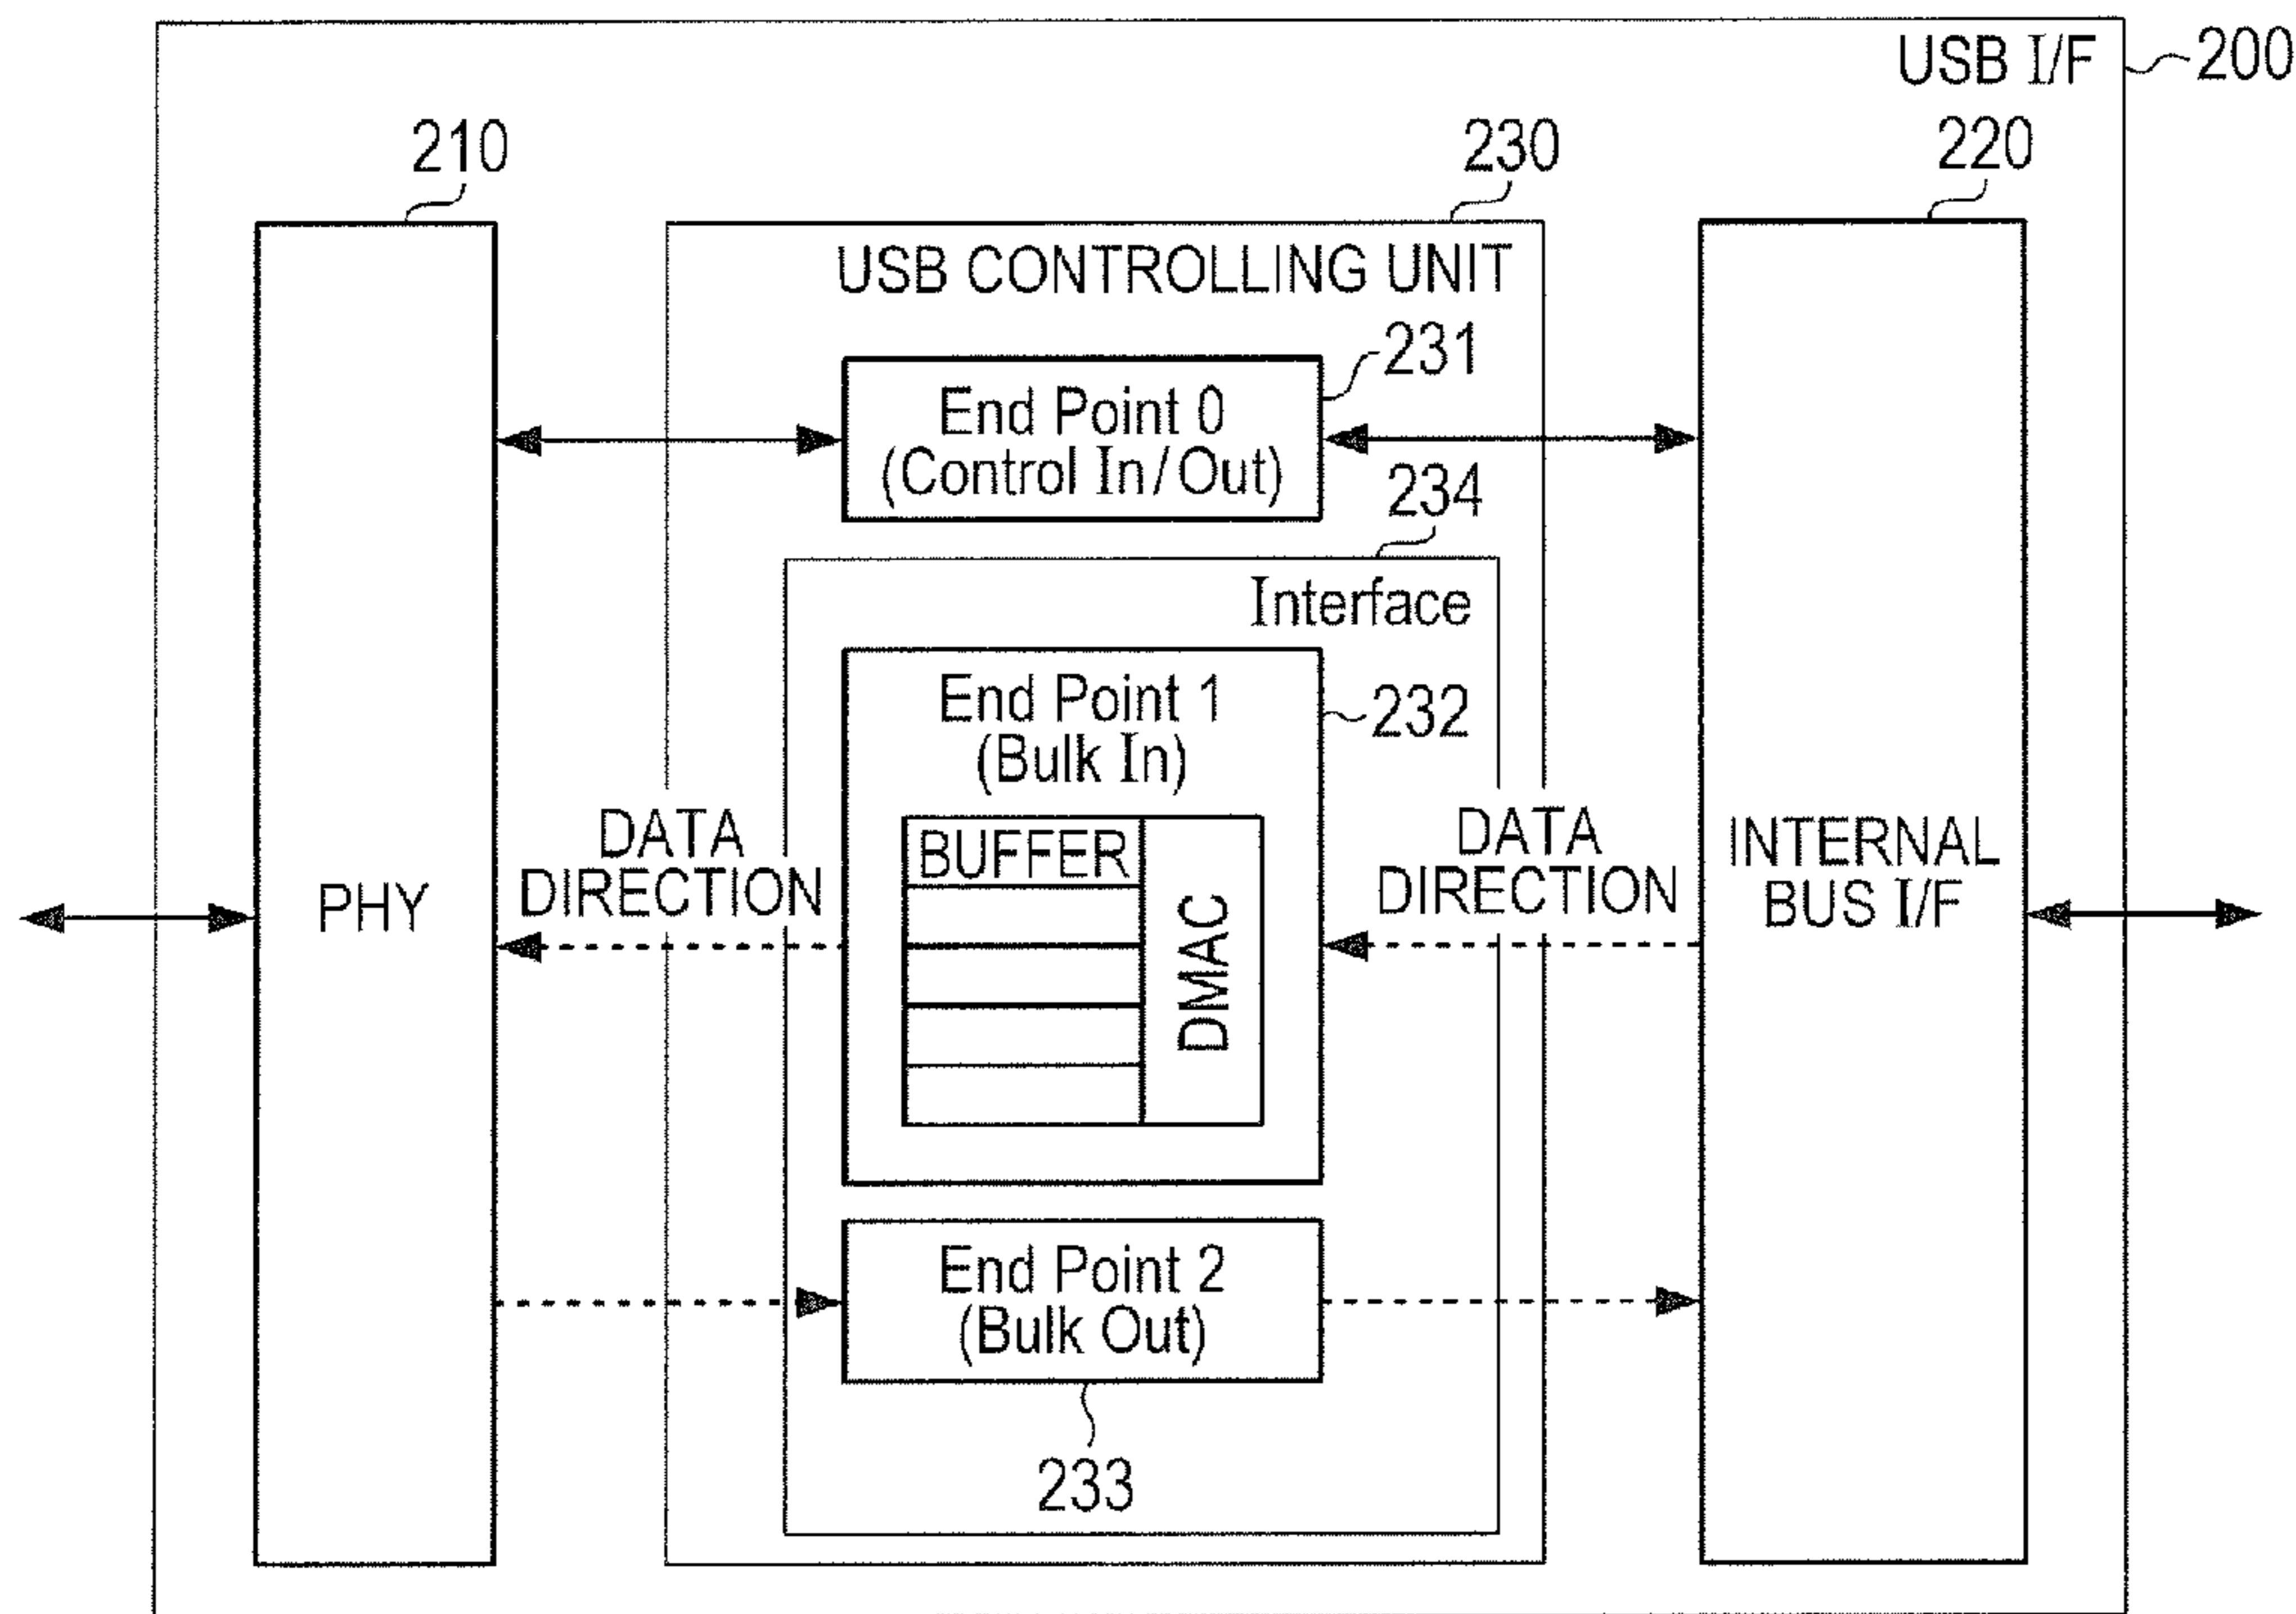 USB I/F
200
210
230
220
USB CONTROLLING UNIT
231
End Point 0
(Control In/Out)
234
Interface
End Point 1
(Bulk In)
232
DATA
DIRECTION
BUFFER
DMAC
DATA
DIRECTION
PHY
INTERNAL
BUS I/F
End Point 2
(Bulk Out)
233